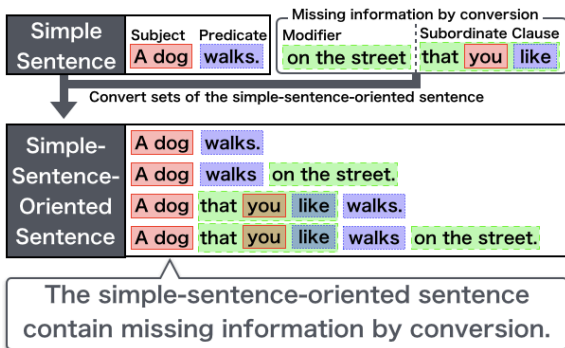 Missing information by conversion
Simple
Sentence
Subject Predicate
A dog walks.
Modifier Subordinate Clause
on the street that you like
Convert sets of the simple-sentence-oriented sentence
Simple-
Sentence-
Oriented
Sentence
A dog walks.
A dog walks on the street.
A dog that you like walks.
A dog that you like walks on the street.
The simple-sentence-oriented sentence
contain missing information by conversion.